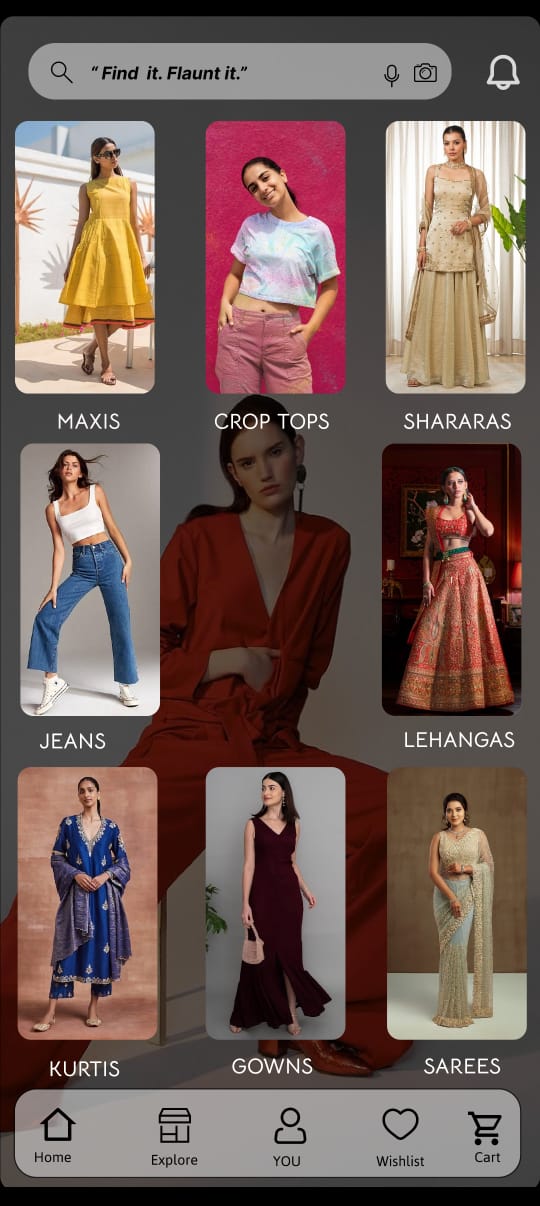 “ Find it. Flaunt it.”
MAXIS
CROP TOPS
SHARARAS
JEANS
LEHANGAS
KURTIS
GOWNS
SAREES
Home
Explore
YOU
Wishlist
Cart